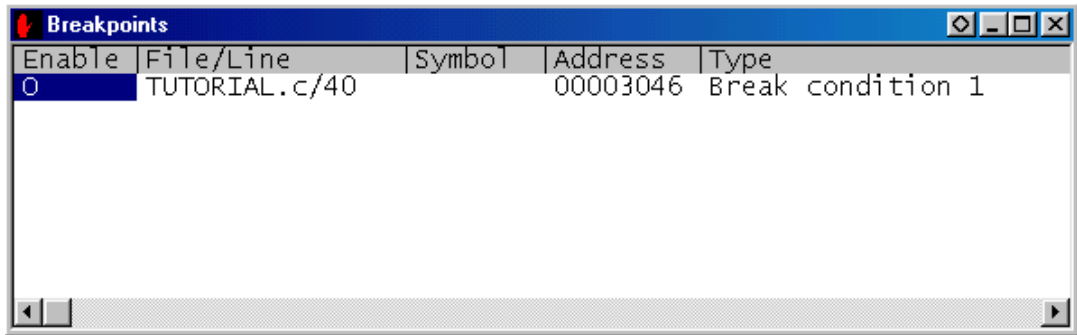 Breakpoints
Enable |File/Line |Symbol |Address |Type
O TUTORIAL.c/40 00003046 Break condition 1